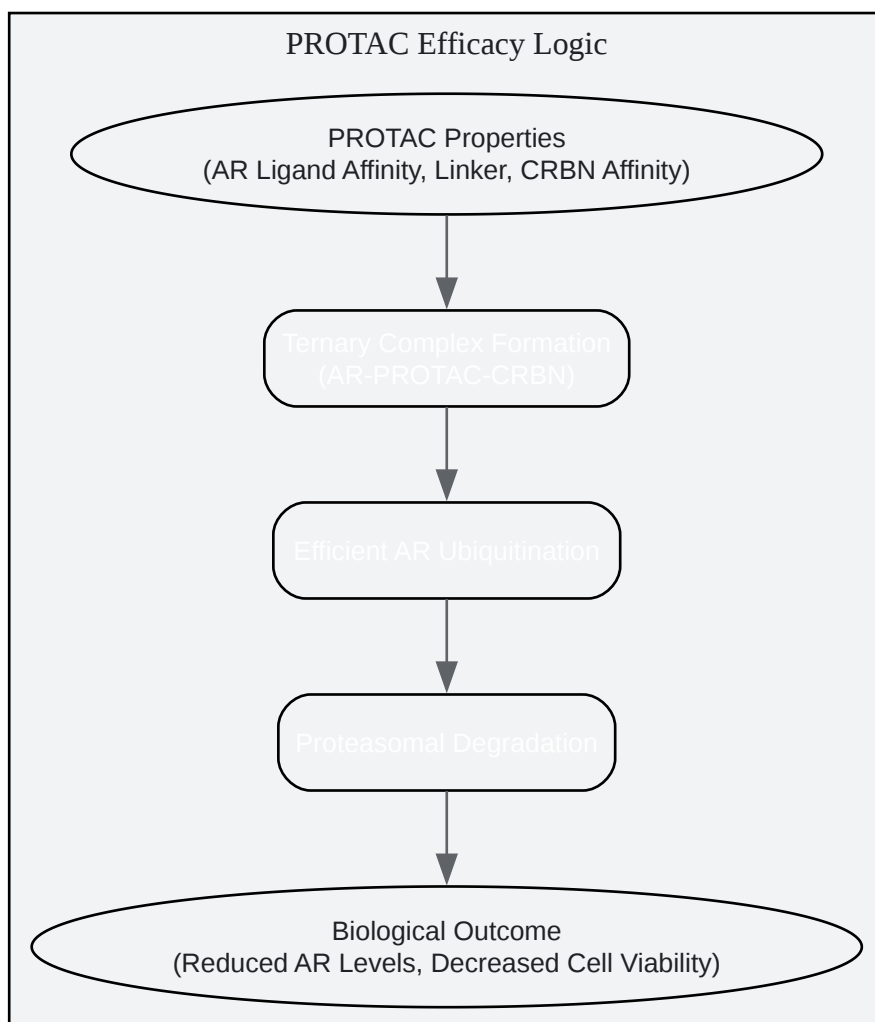 PROTAC Efficacy Logic
PROTAC Properties
(AR Ligand Affinity, Linker, CRBN Affinity)
Ternary Complex Formation
(AR-PROTAC-CRBN)
Efficient AR Ubiquitination
Proteasomal Degradation
Biological Outcome
(Reduced AR Levels, Decreased Cell Viability)